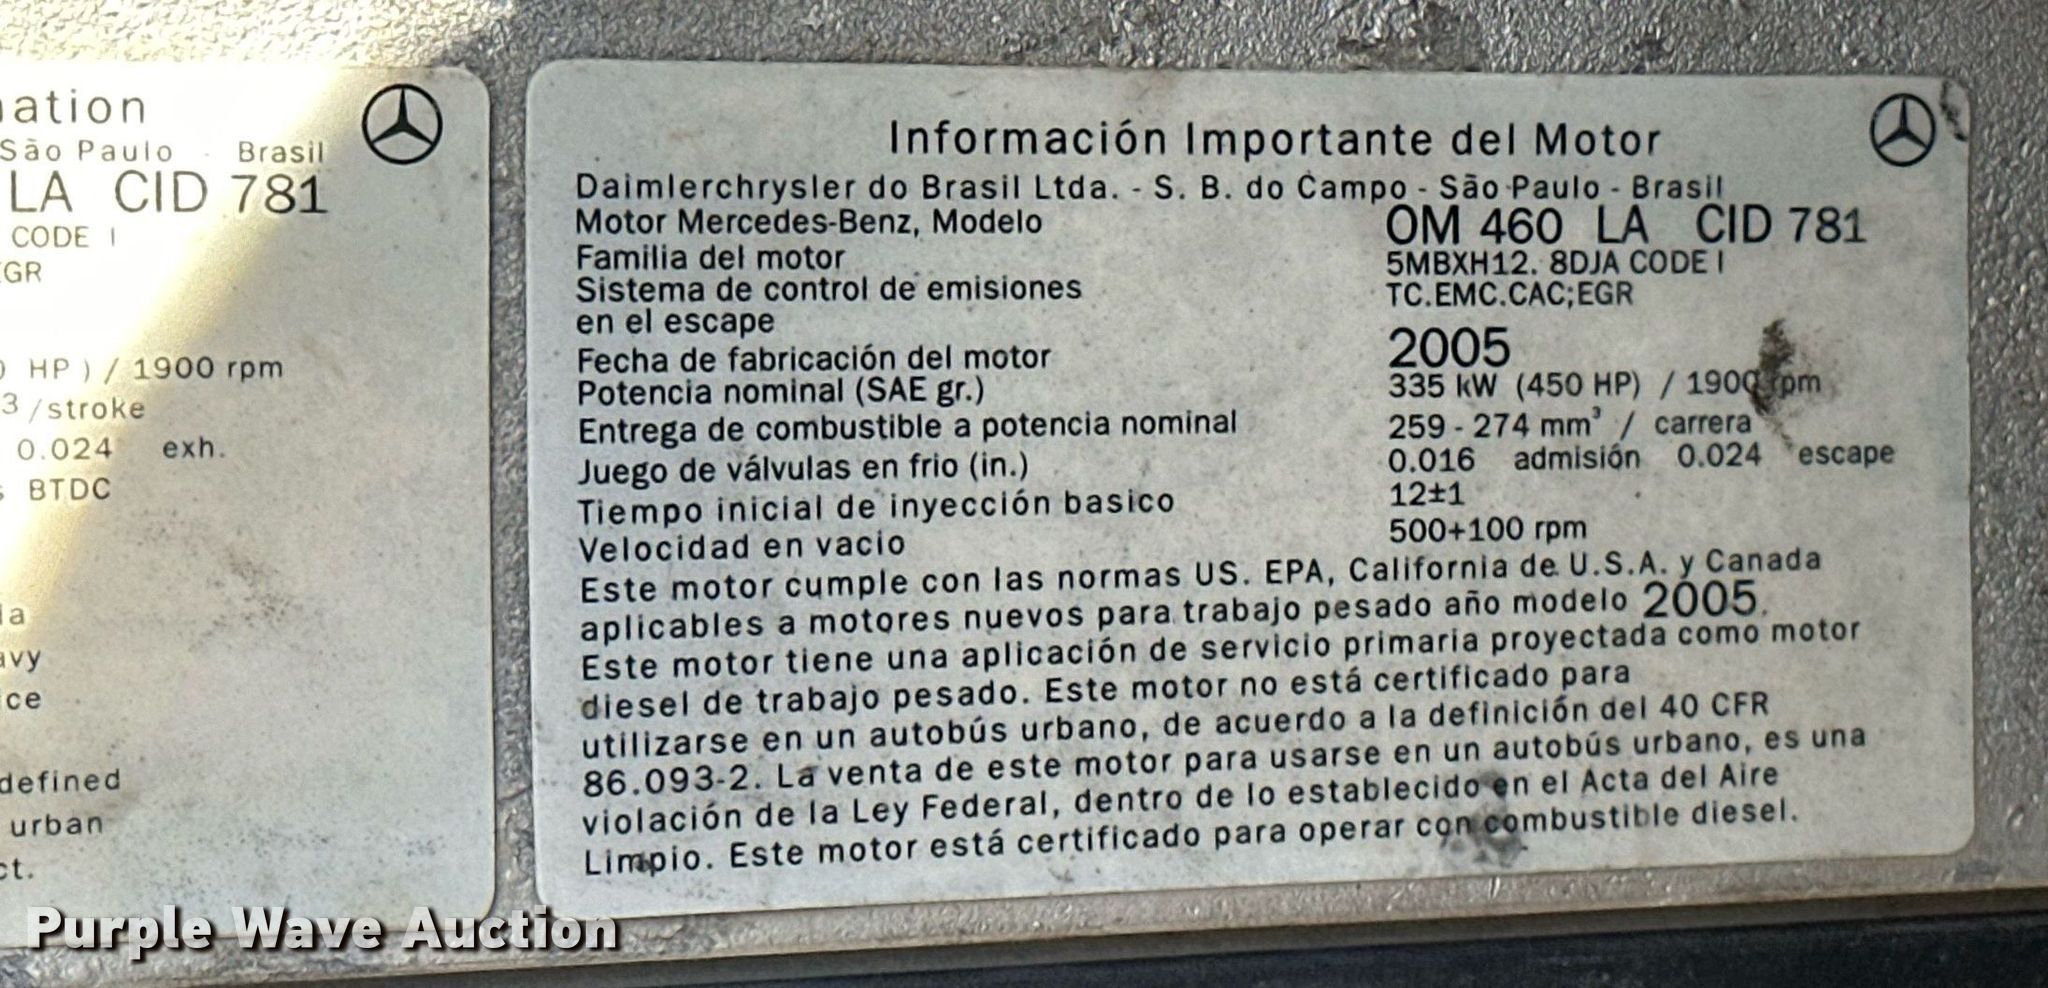 ation
São Paulo - Brasil
LA CID 781
CODE I
EGR
HP ) / 1900 rpm
3 /stroke
0.024 exh.
BTDC
defined
urban
ct.
Información Importante del Motor
Daimlerchrysler do Brasil Ltda. - S. B. do Campo - São Paulo - Brasil
Motor Mercedes-Benz, Modelo OM 460 LA CID 781
Familia del motor 5MBXH12. 8DJA CODE I
Sistema de control de emisiones TC.EMC.CAC;EGR
en el escape
Fecha de fabricación del motor 2005
Potencia nominal (SAE gr.) 335 kW (450 HP) / 1900 rpm
Entrega de combustible a potencia nominal 259 - 274 mm³ / carrera
Juego de válvulas en frio (in.) 0.016 admisión 0.024 escape
Tiempo inicial de inyección basico 12±1
Velocidad en vacio 500+100 rpm
Este motor cumple con las normas US. EPA, California de U.S.A. y Canada
aplicables a motores nuevos para trabajo pesado año modelo 2005.
Este motor tiene una aplicación de servicio primaria proyectada como motor
diesel de trabajo pesado. Este motor no está certificado para
utilizarse en un autobús urbano, de acuerdo a la definición del 40 CFR
86.093-2. La venta de este motor para usarse en un autobús urbano, es una
violación de la Ley Federal, dentro de lo establecido en el Acta del Aire
Limpio. Este motor está certificado para operar con combustible diesel.
Purple Wave Auction